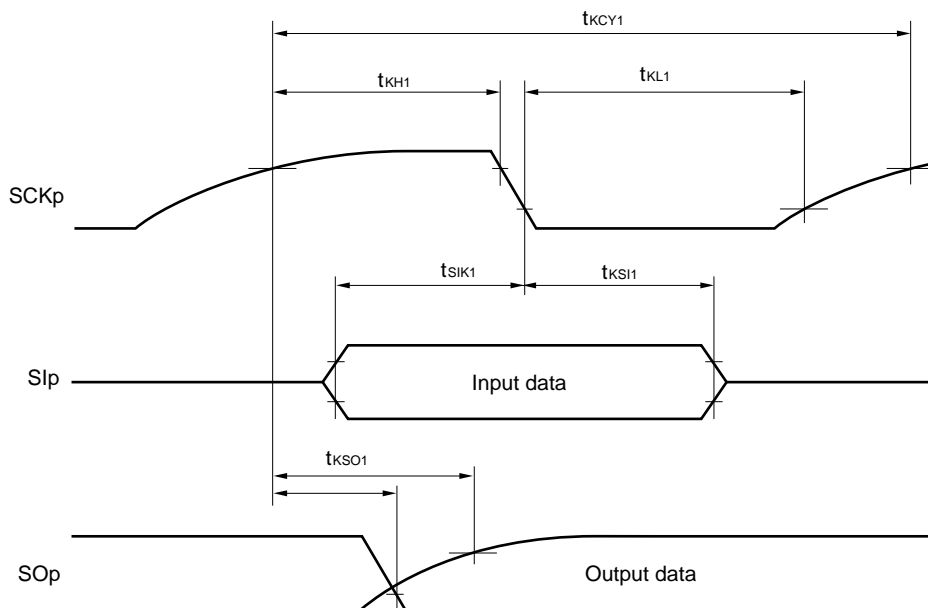 tKCY1
tKH1
tKL1
SCKp
tSIK1
tKSI1
SIp
Input data
tKSO1
SOp
Output data